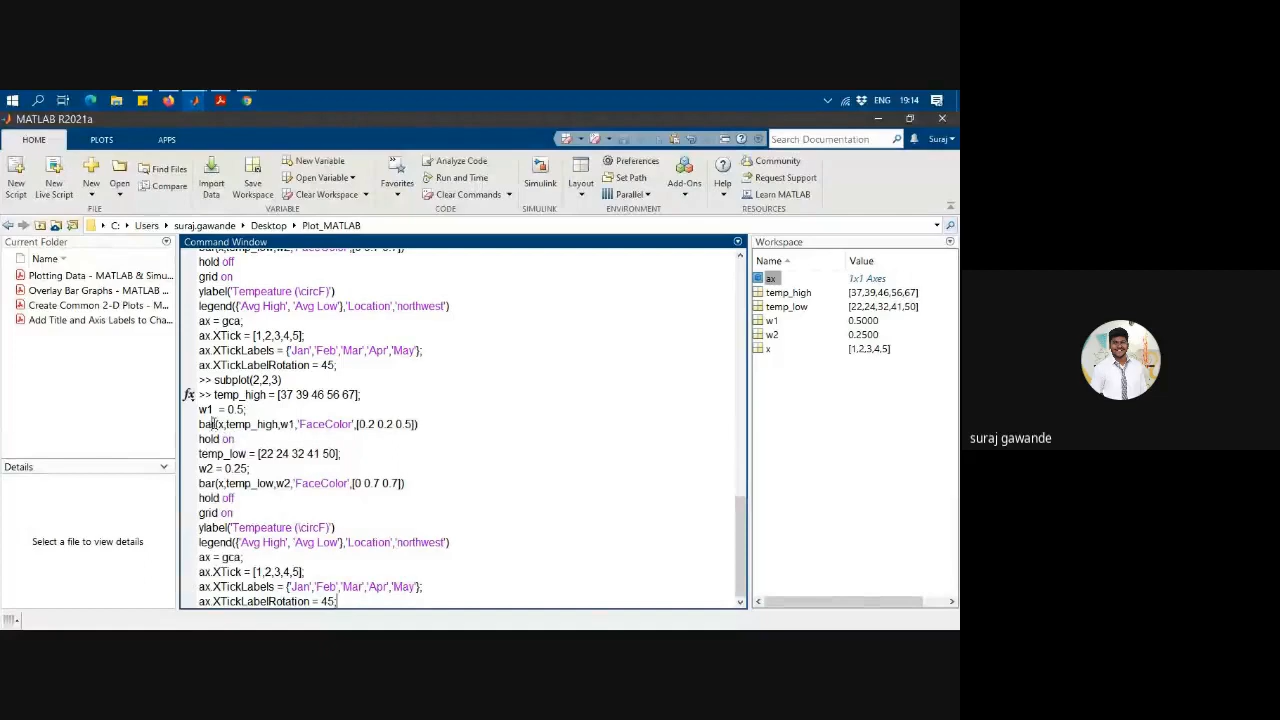 ENG 19:14
MATLAB R2021a
HOME PLOTS APPS
Search Documentation Suraj
New Script
New Live Script
New
Open
Find Files
Compare
Import Data
Save Workspace
New Variable
Open Variable
Clear Workspace
Favorites
Analyze Code
Run and Time
Clear Commands
Simulink
Layout
Preferences
Set Path
Parallel
Add-Ons
Help
Community
Request Support
Learn MATLAB
FILE VARIABLE CODE SIMULINK ENVIRONMENT RESOURCES
C: Users suraj.gawande Desktop Plot_MATLAB
Current Folder
Name
Plotting Data - MATLAB & Simu...
Overlay Bar Graphs - MATLAB ...
Create Common 2-D Plots - M...
Add Title and Axis Labels to Cha...
Details
Select a file to view details
Command Window
bar(x,temp_low,w2,'FaceColor',[0 0.7 0.7])
hold off
grid on
ylabel('Tempeature (\circF)')
legend({'Avg High', 'Avg Low'},'Location','northwest')
ax = gca;
ax.XTick = [1,2,3,4,5];
ax.XTickLabels = {'Jan','Feb','Mar','Apr','May'};
ax.XTickLabelRotation = 45;
>> subplot(2,2,3)
fx >> temp_high = [37 39 46 56 67];
w1  = 0.5;
bar(x,temp_high,w1,'FaceColor',[0.2 0.2 0.5])
hold on
temp_low = [22 24 32 41 50];
w2 = 0.25;
bar(x,temp_low,w2,'FaceColor',[0 0.7 0.7])
hold off
grid on
ylabel('Tempeature (\circF)')
legend({'Avg High', 'Avg Low'},'Location','northwest')
ax = gca;
ax.XTick = [1,2,3,4,5];
ax.XTickLabels = {'Jan','Feb','Mar','Apr','May'};
ax.XTickLabelRotation = 45;
Workspace
Name Value
ax 1x1 Axes
temp_high [37,39,46,56,67]
temp_low [22,24,32,41,50]
w1 0.5000
w2 0.2500
x [1,2,3,4,5]
suraj gawande